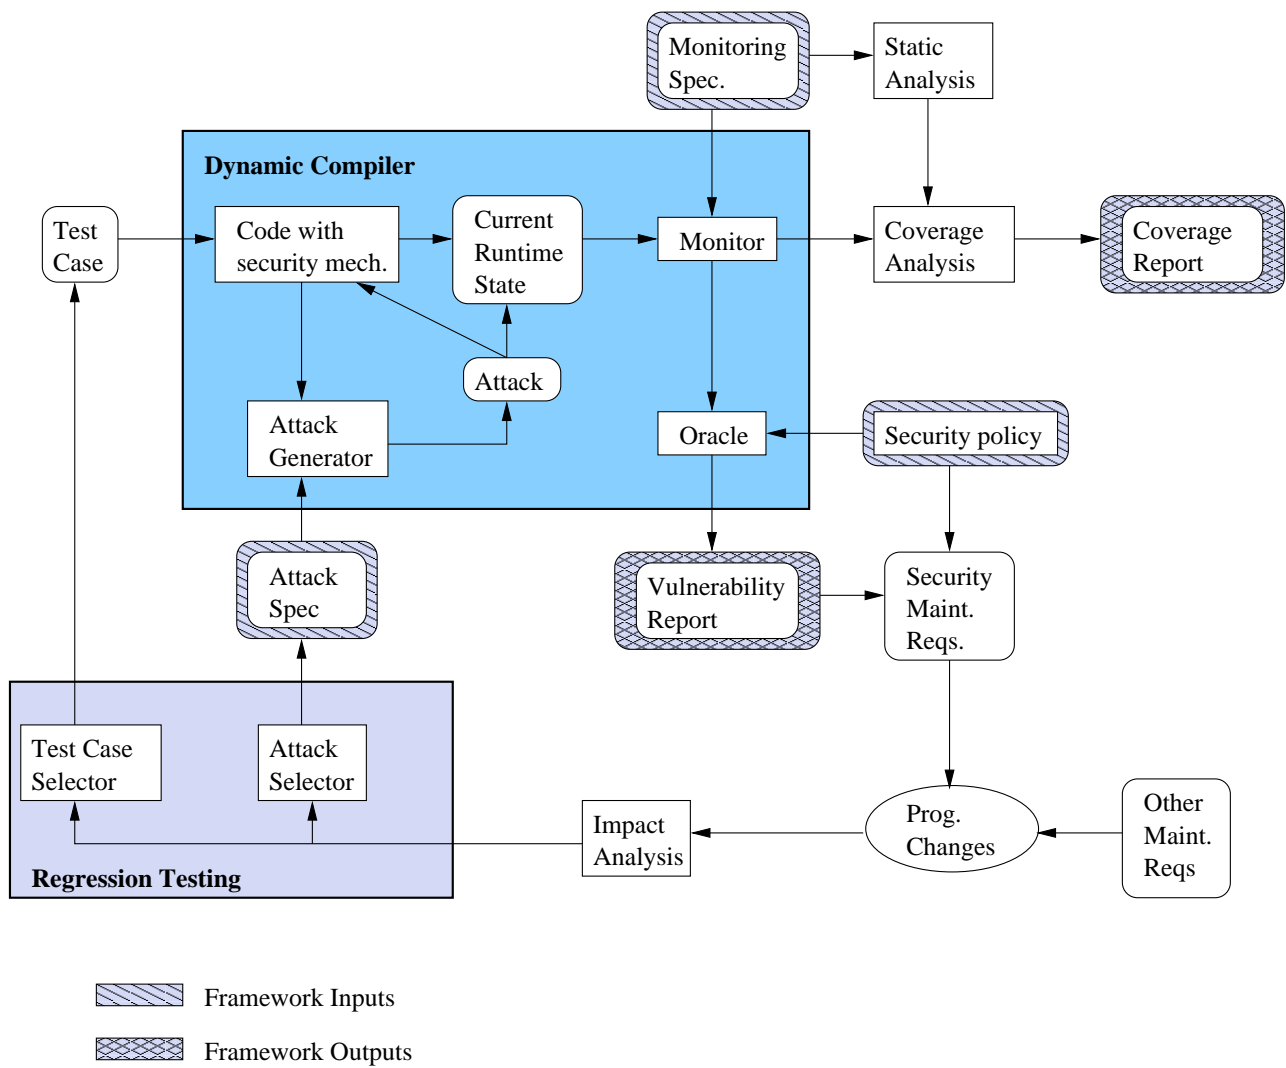 Monitoring
Spec.
Static
Analysis
Dynamic Compiler
Test
Case
Code with
security mech.
Current
Runtime
State
Monitor
Coverage
Analysis
Coverage
Report
Attack
Attack
Generator
Oracle
Security policy
Attack
Spec
Vulnerability
Report
Security
Maint.
Reqs.
Test Case
Selector
Attack
Selector
Impact
Analysis
Prog.
Changes
Other
Maint.
Reqs
Regression Testing
Framework Inputs
Framework Outputs